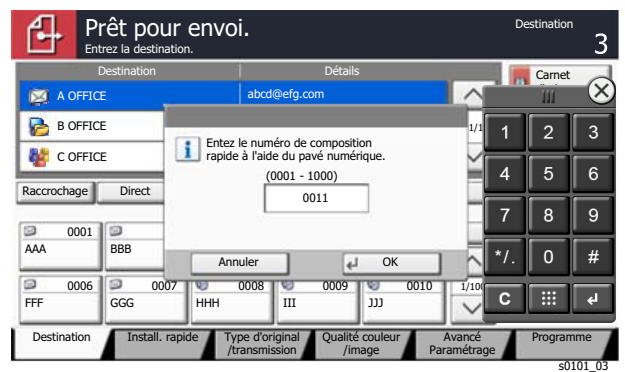 Prêt pour envoi.
Entrez la destination.
Destination
3
Destination
Détails
Carnet
A OFFICE
abcd@efg.com
B OFFICE
1/1
C OFFICE
Entez le numéro de composition
rapide à l'aide du pavé numérique.
(0001 - 1000)
0011
Annuler
OK
Raccrochage
Direct
0001
AAA
BBB
0006
FFF
0007
GGG
0008
HHH
0009
III
0010
JJJ
1/100
1 2 3
4 5 6
7 8 9
*/. 0 #
C
Destination
Install. rapide
Type d'original
/transmission
Qualité couleur
/image
Avancé
Paramétrage
Programme
s0101_03